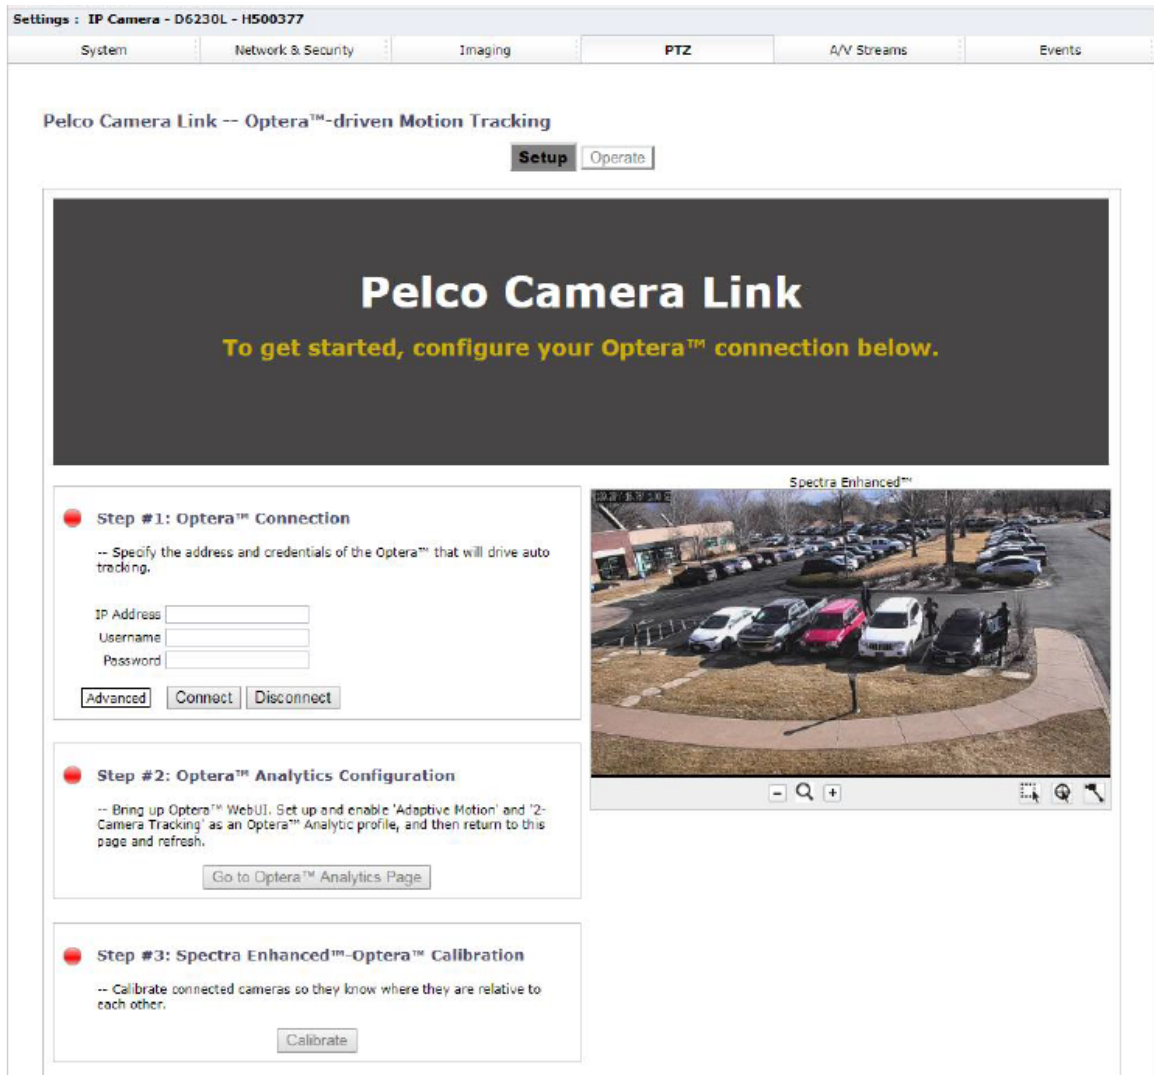 Settings : IP Camera - D6230L - H500377
System Network & Security Imaging PTZ A/V Streams Events
Pelco Camera Link -- Optera™-driven Motion Tracking
Setup Operate
Pelco Camera Link
To get started, configure your Optera™ connection below.
Step #1: Optera™ Connection
-- Specify the address and credentials of the Optera™ that will drive auto
tracking.
IP Address
Username
Password
Advanced Connect Disconnect
Spectra Enhanced™
Step #2: Optera™ Analytics Configuration
-- Bring up Optera™ WebUI. Set up and enable 'Adaptive Motion' and '2-
Camera Tracking' as an Optera™ Analytic profile, and then return to this
page and refresh.
Go to Optera™ Analytics Page
Step #3: Spectra Enhanced™-Optera™ Calibration
-- Calibrate connected cameras so they know where they are relative to
each other.
Calibrate